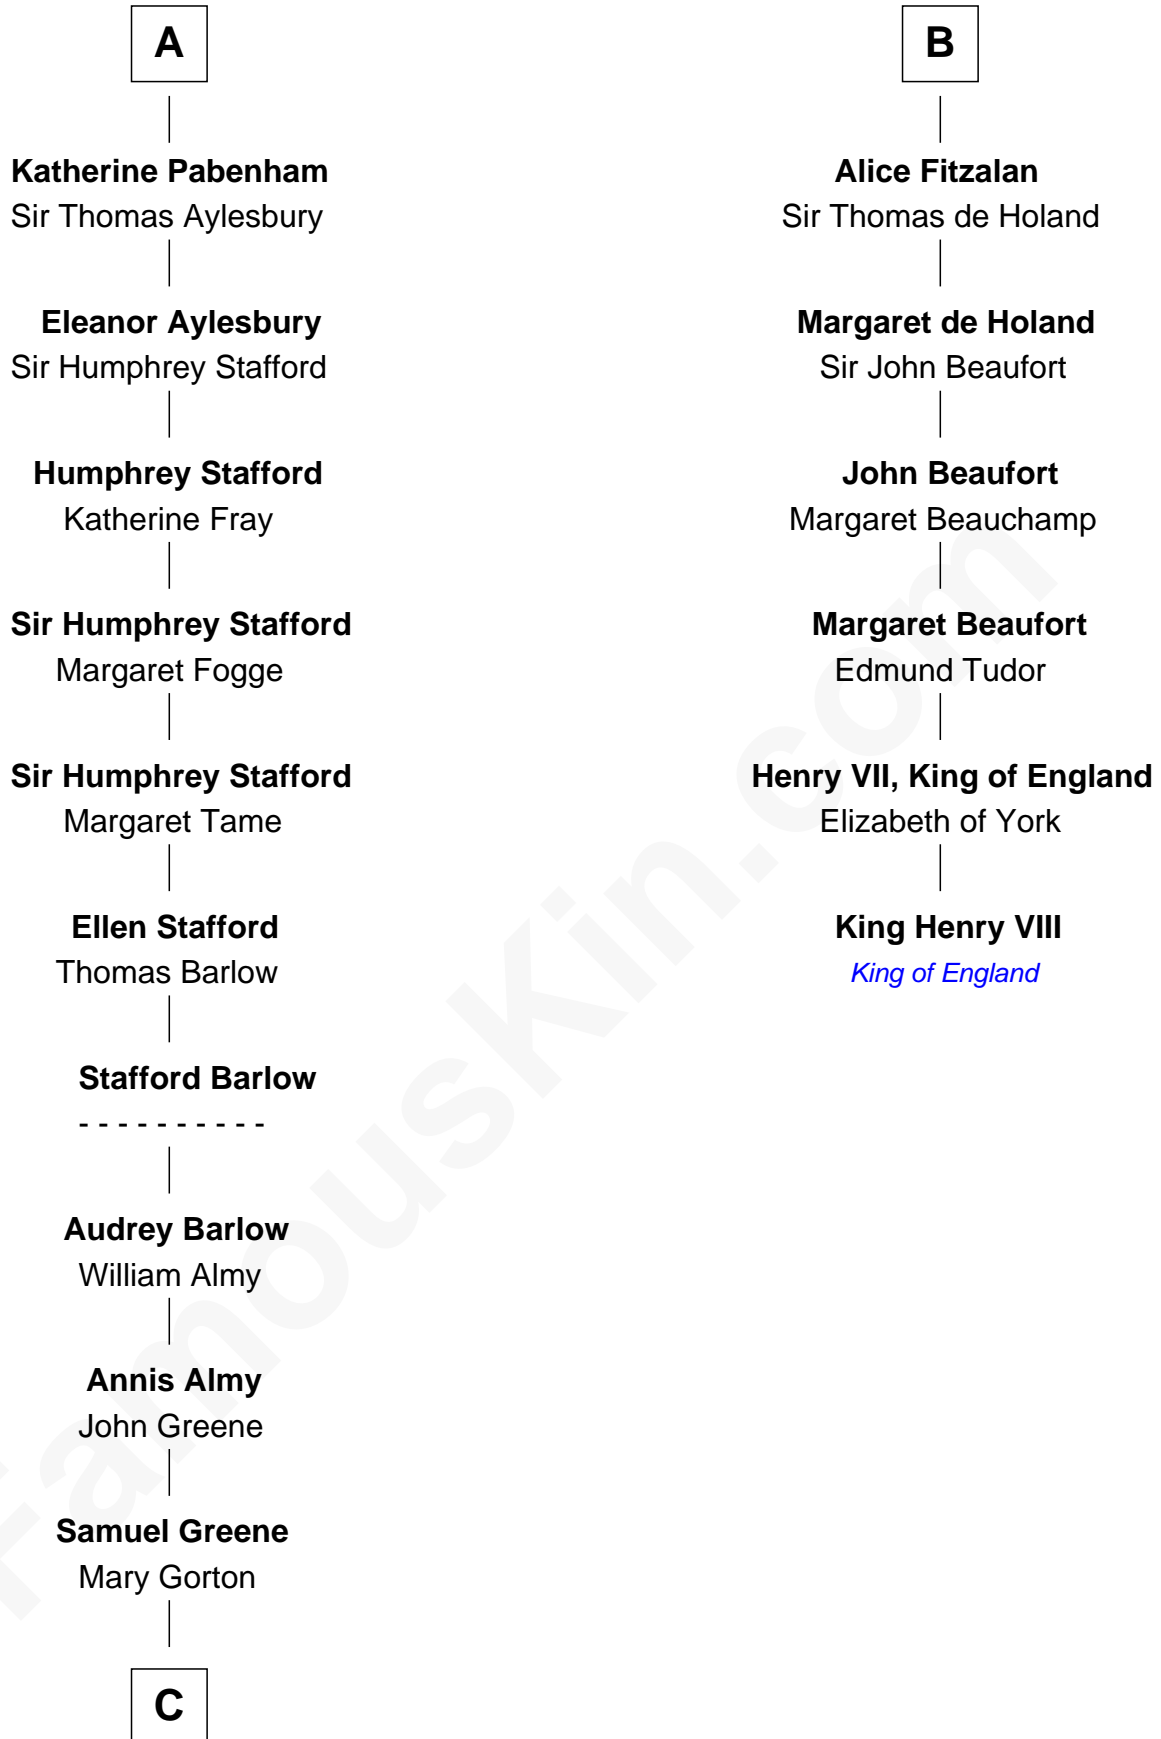 A
Katherine Pabenham
Sir Thomas Aylesbury
Eleanor Aylesbury
Sir Humphrey Stafford
Humphrey Stafford
Katherine Fray
Sir Humphrey Stafford
Margaret Fogge
Sir Humphrey Stafford
Margaret Tame
Ellen Stafford
Thomas Barlow
Stafford Barlow
- - - - - - - - - -
Audrey Barlow
William Almy
Annis Almy
John Greene
Samuel Greene
Mary Gorton
C
B
Alice Fitzalan
Sir Thomas de Holand
Margaret de Holand
Sir John Beaufort
John Beaufort
Margaret Beauchamp
Margaret Beaufort
Edmund Tudor
Henry VII, King of England
Elizabeth of York
King Henry VIII
King of England
FamousKin.com